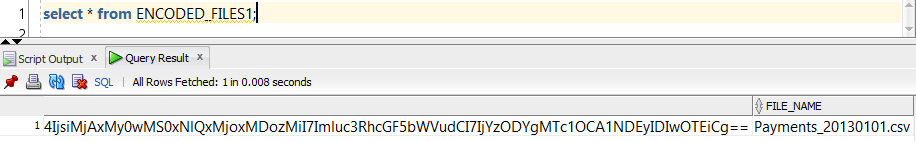 1 select * from ENCODED_FILES1;
2
Script Output x Query Result x
SQL | All Rows Fetched: 1 in 0.008 seconds
FILE_NAME
1 4IjsiMjAxMy0wMS0xNlQxMjoxMDozMiI7Imluc3RhcGF5bWVudCI7IjYzODYgMTc1OCA1NDEyIDIwOTEiCg== Payments_20130101.csv